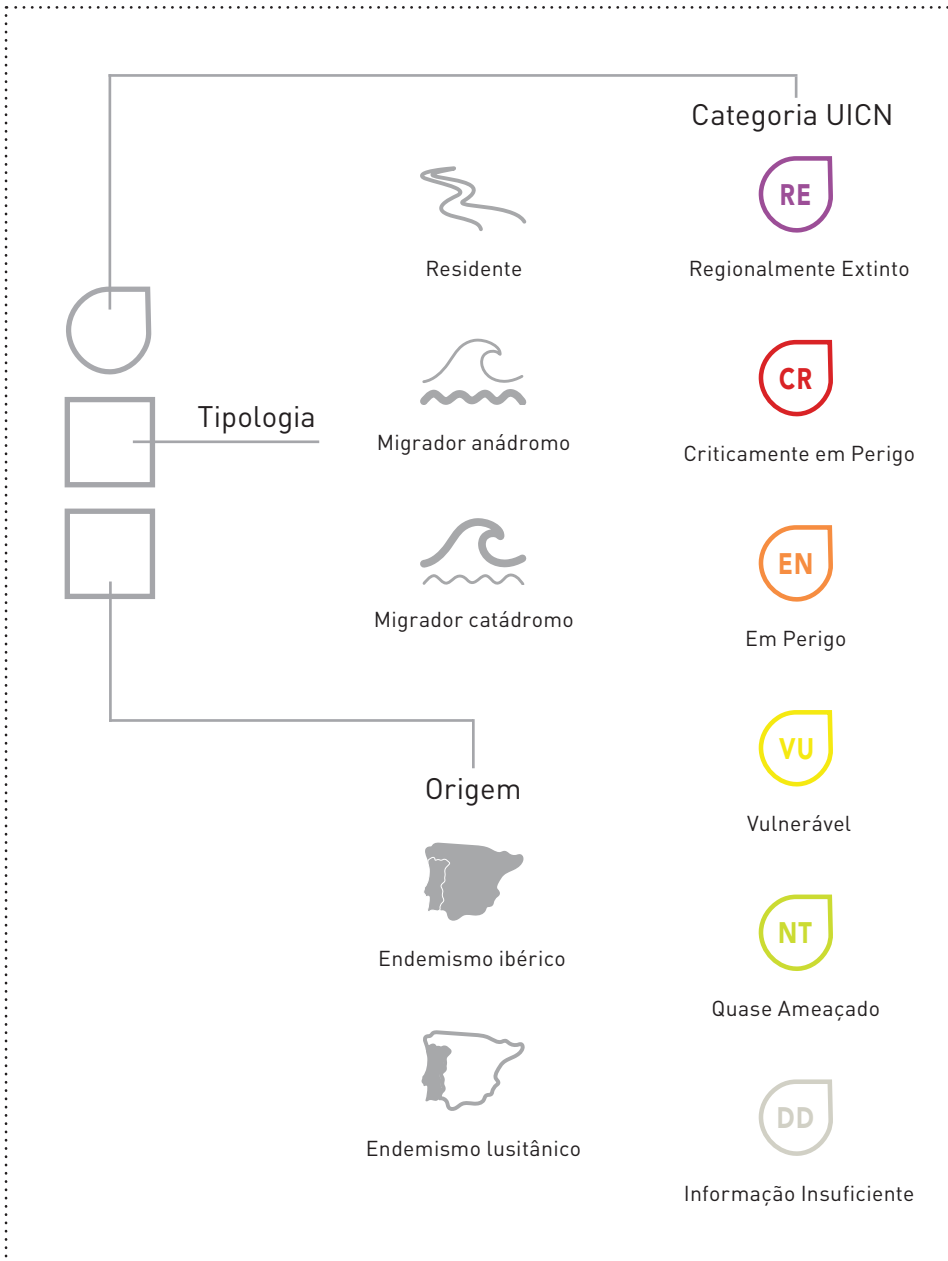 Categoria UICN
RE
Residente
Regionalmente Extinto
CR
Tipologia
Migrador anádromo
Criticamente em Perigo
EN
Migrador catádromo
Em Perigo
VU
Origem
Vulnerável
NT
Endemismo ibérico
Quase Ameaçado
DD
Endemismo lusitânico
Informação Insuficiente